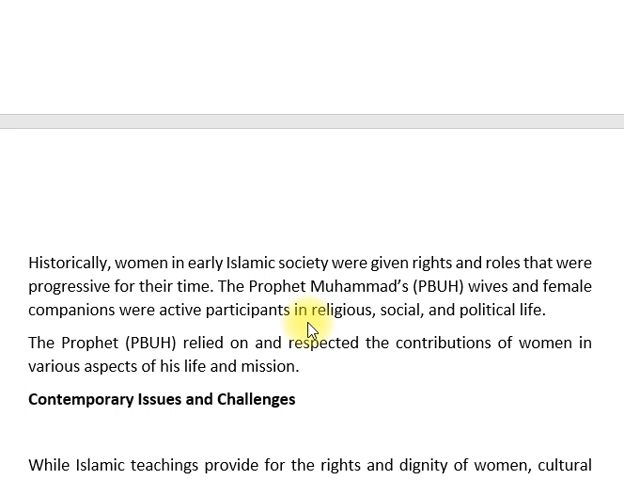 Historically, women in early Islamic society were given rights and roles that were
progressive for their time. The Prophet Muhammad’s (PBUH) wives and female
companions were active participants in religious, social, and political life.
The Prophet (PBUH) relied on and respected the contributions of women in
various aspects of his life and mission.
Contemporary Issues and Challenges
While Islamic teachings provide for the rights and dignity of women, cultural